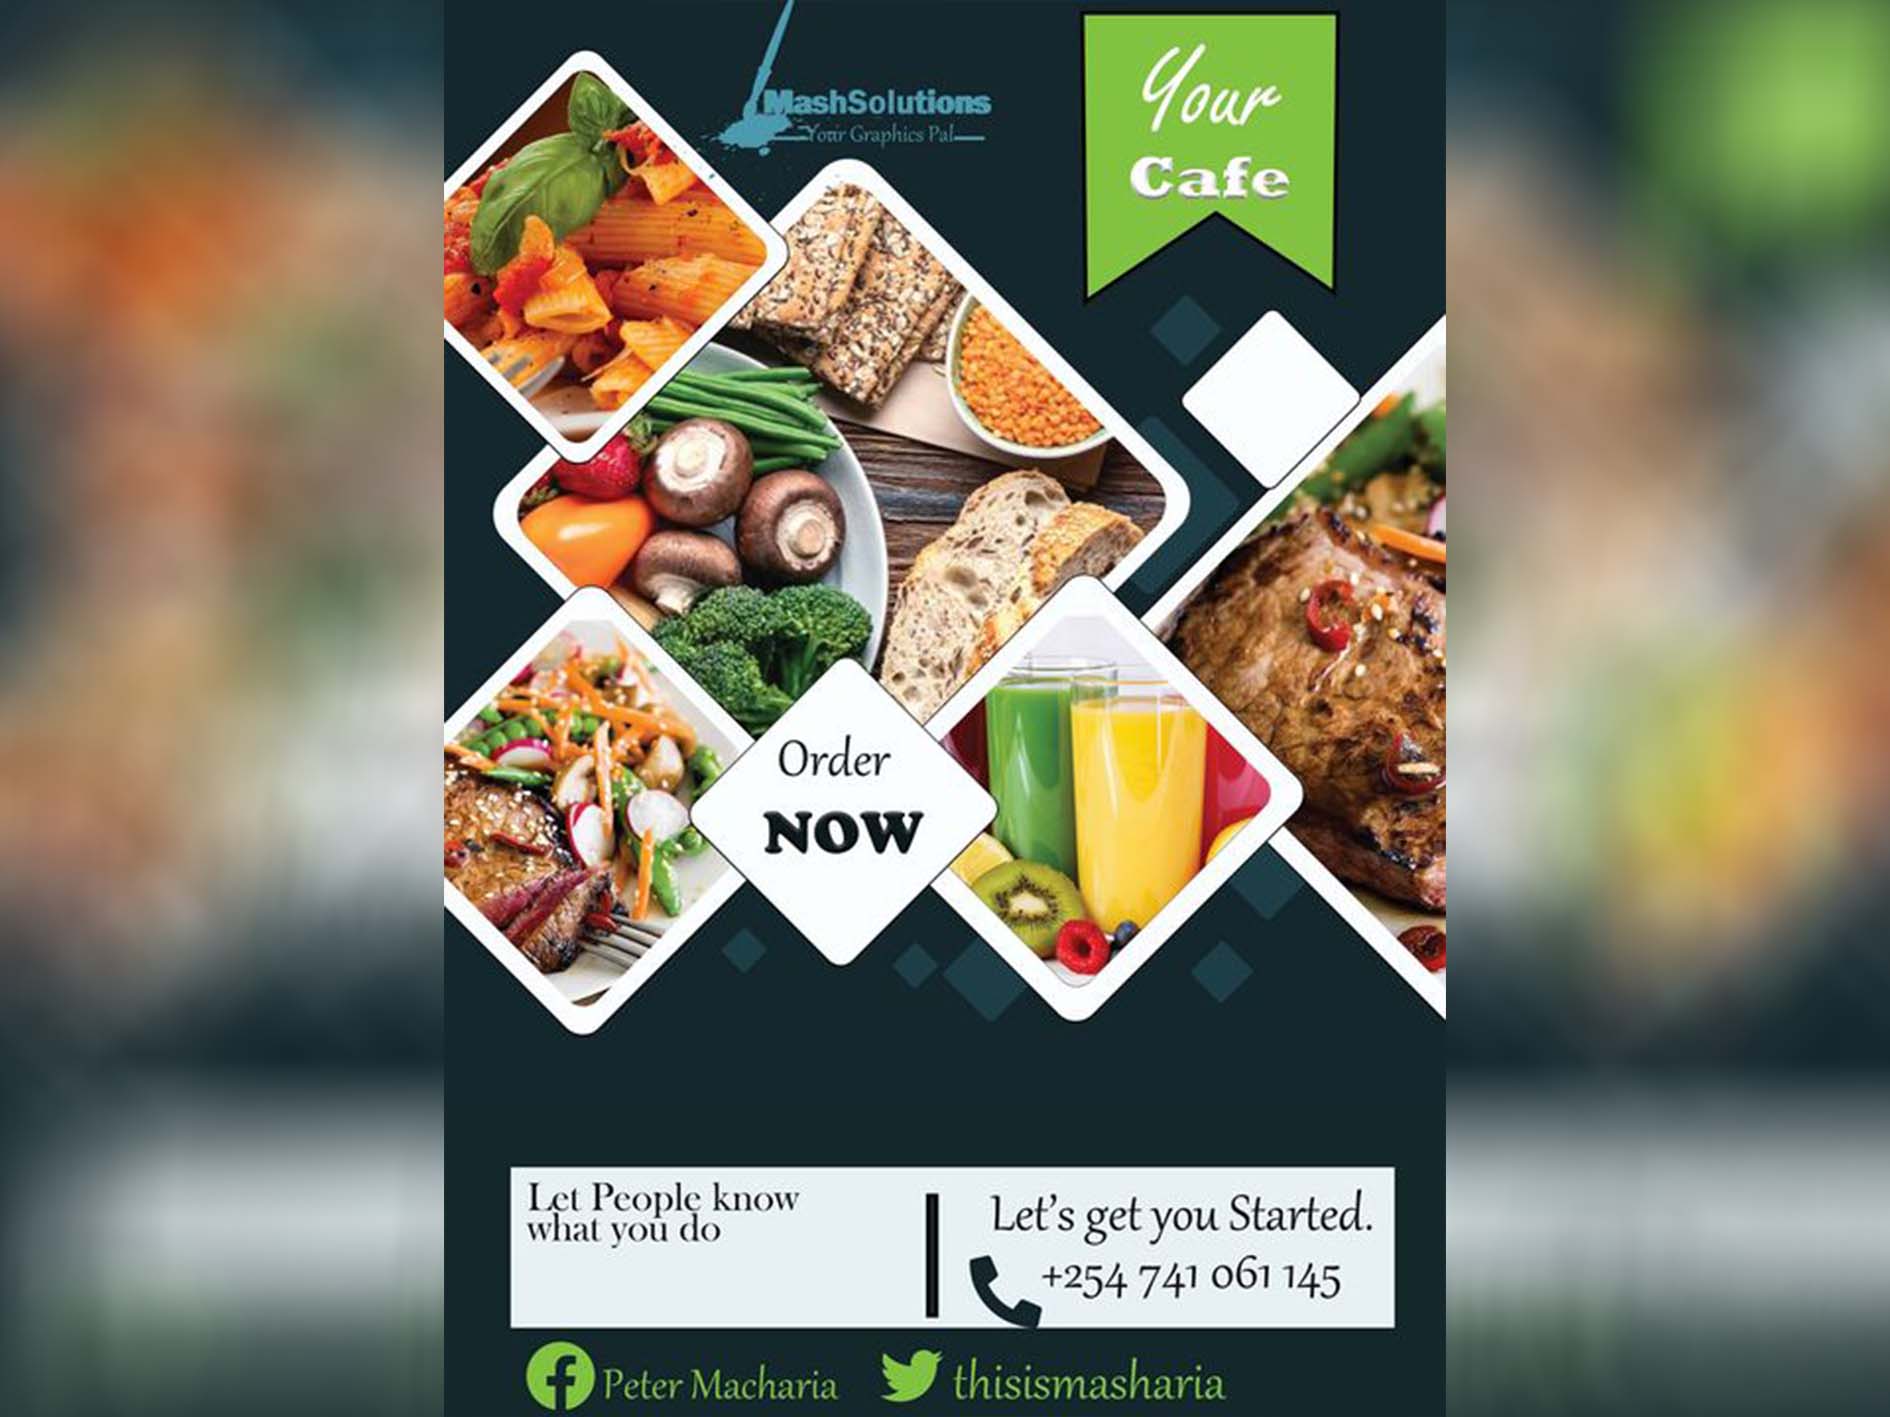 MashSolutions
Your Graphics Pal
Your
Cafe
Order
NOW
Let People know
what you do
Let's get you Started.
+254 741 061 145
Peter Macharia
thisismasharia